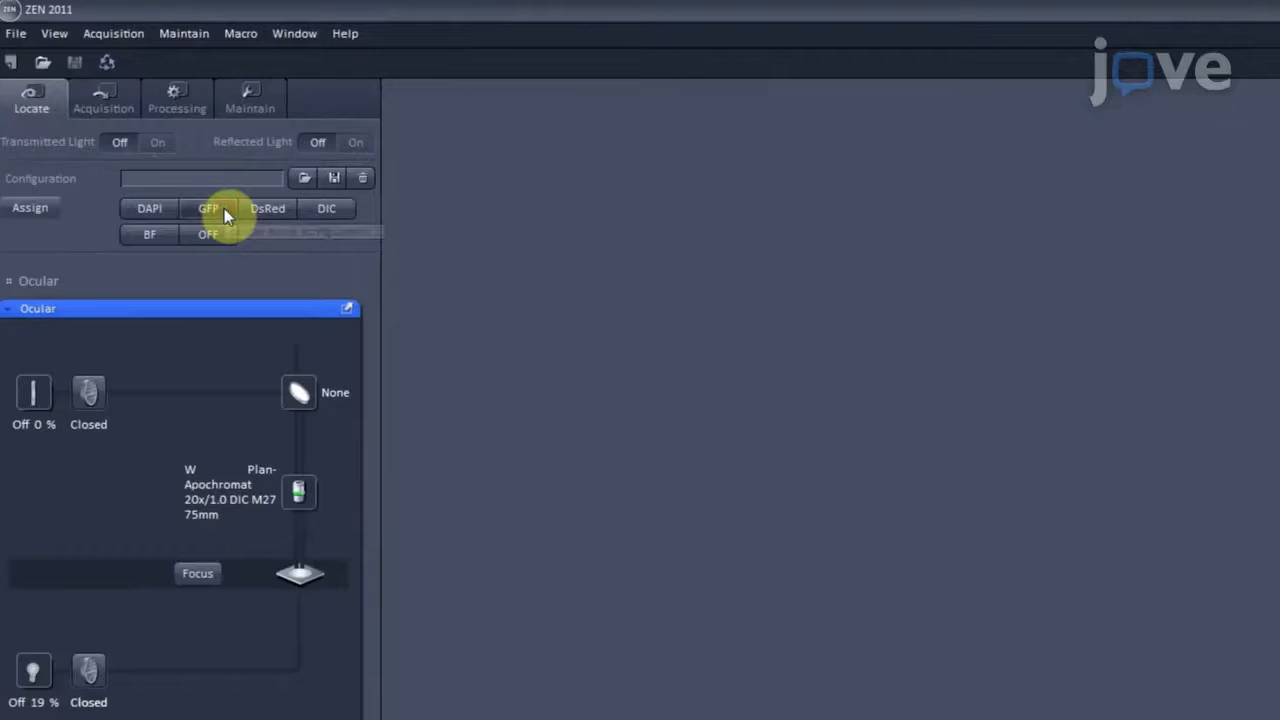 ZEN ZEN 2011
File View Acquisition Maintain Macro Window Help
jove
Locate Acquisition Processing Maintain
Transmitted Light Off On Reflected Light Off On
Configuration
Assign DAPI GFP DsRed DIC
BF OFF
Ocular
Ocular
None
Off 0 % Closed
W Plan-
Apochromat
20x/1.0 DIC M27
75mm
Focus
Off 19 % Closed